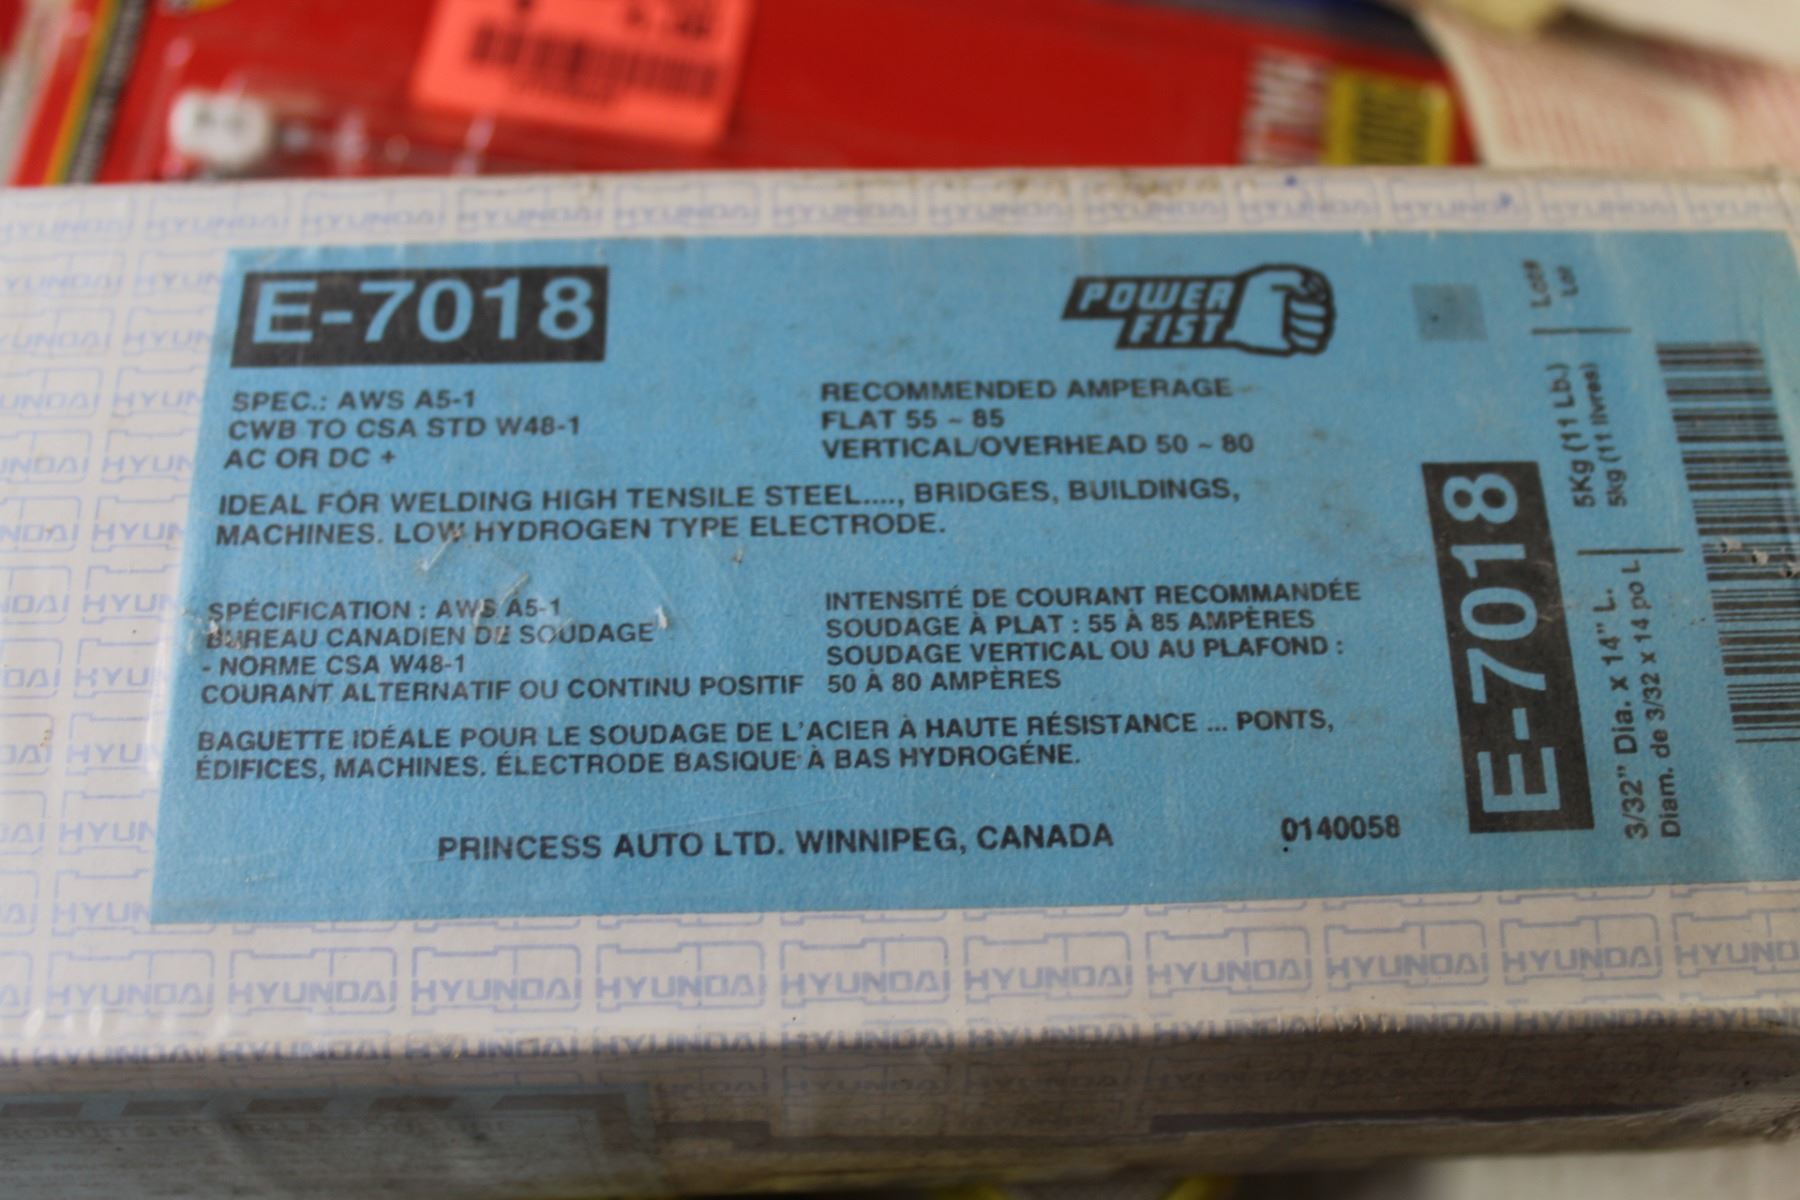 E-7018
POWER
FIST
SPEC.: AWS A5-1
CWB TO CSA STD W48-1
AC OR DC +
RECOMMENDED AMPERAGE
FLAT 55 ~ 85
VERTICAL/OVERHEAD 50 ~ 80
IDEAL FOR WELDING HIGH TENSILE STEEL...., BRIDGES, BUILDINGS,
MACHINES. LOW HYDROGEN TYPE ELECTRODE.
SPÉCIFICATION : AWS A5-1
BUREAU CANADIEN DE SOUDAGE
- NORME CSA W48-1
COURANT ALTERNATIF OU CONTINU POSITIF
INTENSITÉ DE COURANT RECOMMANDÉE
SOUDAGE À PLAT : 55 À 85 AMPÈRES
SOUDAGE VERTICAL OU AU PLAFOND :
50 À 80 AMPÈRES
BAGUETTE IDÉALE POUR LE SOUDAGE DE L'ACIER À HAUTE RÉSISTANCE ... PONTS,
ÉDIFICES, MACHINES. ÉLECTRODE BASIQUE À BAS HYDROGÉNE.
PRINCESS AUTO LTD. WINNIPEG, CANADA
0140058
E-7018
3/32" Dia. X 14" L.
Diam. de 3/32 x 14 po L
5Kg (11 Lb.)
5kg (11 livres)
Lot
HYUNDAI HYUNDAI HYUNDAI HYUNDAI HYUNDAI HYUNDAI HYUNDAI HYUNDAI HYUNDAI